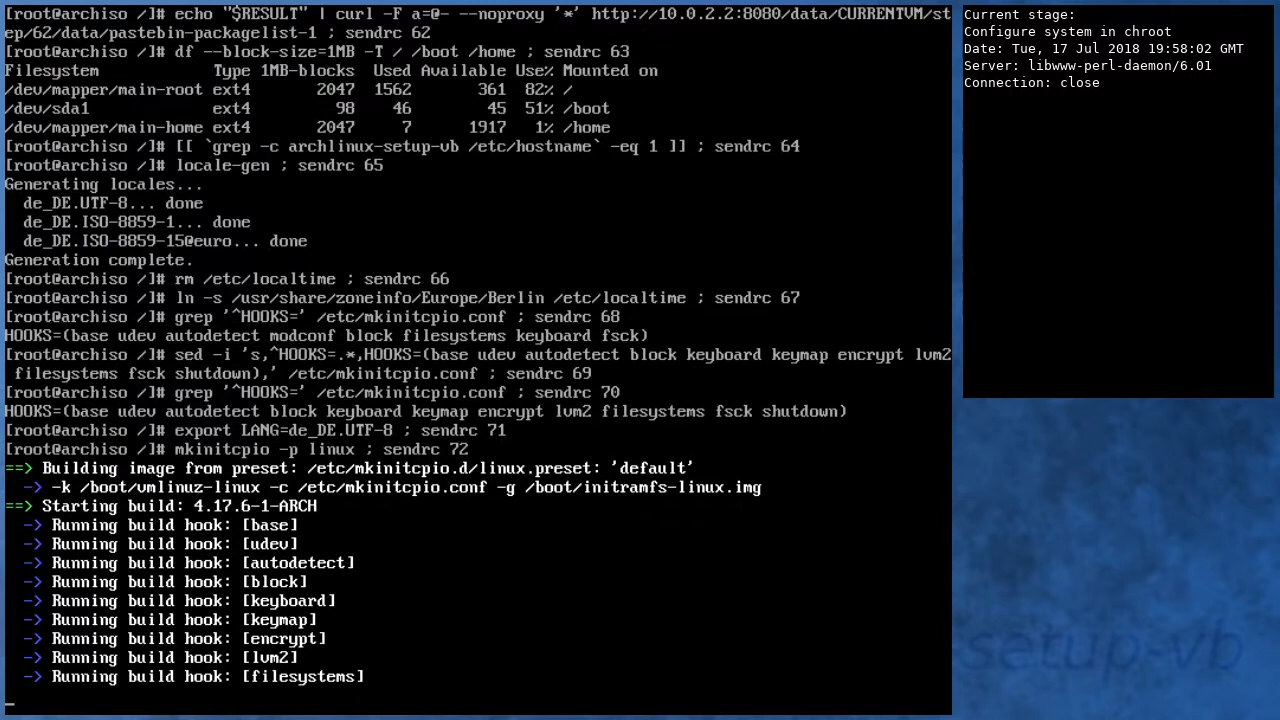 [root@archiso /]# echo "$RESULT" | curl -F a=@- --noproxy '*' http://10.0.2.2:8080/data/CURRENTVM/st
ep/62/data/pastebin-packagelist-1 ; sendrc 62
[root@archiso /]# df --block-size=1MB -T / /boot /home ; sendrc 63
Filesystem            Type 1MB-blocks  Used Available Use% Mounted on
/dev/mapper/main-root ext4       2047  1562       361  82% /
/dev/sda1             ext4         98    46        45  51% /boot
/dev/mapper/main-home ext4       2047     7      1917   1% /home
[root@archiso /]# [[ `grep -c archlinux-setup-vb /etc/hostname` -eq 1 ]] ; sendrc 64
[root@archiso /]# locale-gen ; sendrc 65
Generating locales...
  de_DE.UTF-8... done
  de_DE.ISO-8859-1... done
  de_DE.ISO-8859-15@euro... done
Generation complete.
[root@archiso /]# rm /etc/localtime ; sendrc 66
[root@archiso /]# ln -s /usr/share/zoneinfo/Europe/Berlin /etc/localtime ; sendrc 67
[root@archiso /]# grep '^HOOKS=' /etc/mkinitcpio.conf ; sendrc 68
HOOKS=(base udev autodetect modconf block filesystems keyboard fsck)
[root@archiso /]# sed -i 's,^HOOKS=.*,HOOKS=(base udev autodetect block keyboard keymap encrypt lvm2
 filesystems fsck shutdown),' /etc/mkinitcpio.conf ; sendrc 69
[root@archiso /]# grep '^HOOKS=' /etc/mkinitcpio.conf ; sendrc 70
HOOKS=(base udev autodetect block keyboard keymap encrypt lvm2 filesystems fsck shutdown)
[root@archiso /]# export LANG=de_DE.UTF-8 ; sendrc 71
[root@archiso /]# mkinitcpio -p linux ; sendrc 72
==> Building image from preset: /etc/mkinitcpio.d/linux.preset: 'default'
  -> -k /boot/vmlinuz-linux -c /etc/mkinitcpio.conf -g /boot/initramfs-linux.img
==> Starting build: 4.17.6-1-ARCH
  -> Running build hook: [base]
  -> Running build hook: [udev]
  -> Running build hook: [autodetect]
  -> Running build hook: [block]
  -> Running build hook: [keyboard]
  -> Running build hook: [keymap]
  -> Running build hook: [encrypt]
  -> Running build hook: [lvm2]
  -> Running build hook: [filesystems]
_
Current stage:
Configure system in chroot
Date: Tue, 17 Jul 2018 19:58:02 GMT
Server: libwww-perl-daemon/6.01
Connection: close
setup-vb